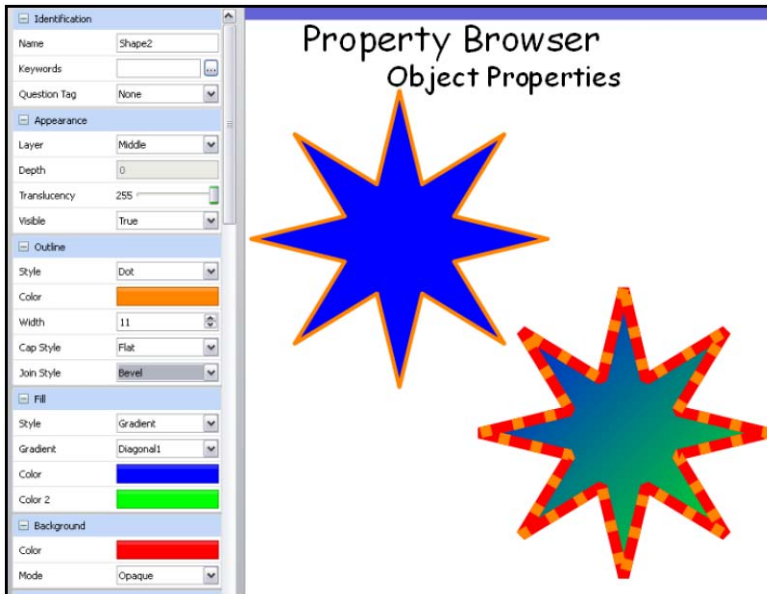 Identification
Name Shape2
Keywords ...
Question Tag None
Appearance
Layer Middle
Depth 0
Translucency 255
Visible True
Outline
Style Dot
Color
Width 11
Cap Style Flat
Join Style Bevel
Fill
Style Gradient
Gradient Diagonal1
Color
Color 2
Background
Color
Mode Opaque
Property Browser
Object Properties